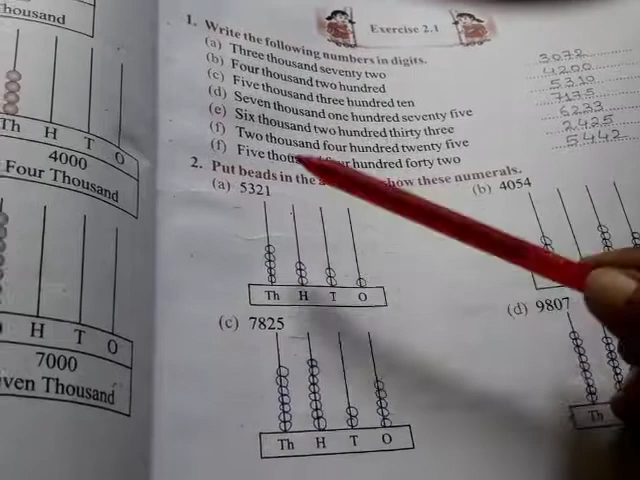 thousand
Th H T O
4000
Four Thousand
H T O
7000
ven Thousand
Exercise 2.1
1. Write the following numbers in digits.
(a) Three thousand seventy two 3072
(b) Four thousand two hundred 4200
(c) Five thousand three hundred ten 5310
(d) Seven thousand one hundred seventy five 7175
(e) Six thousand two hundred thirty three 6233
(f) Two thousand four hundred twenty five 2425
(f) Five thous four hundred forty two 5442
2. Put beads in the show these numerals.
(a) 5321 (b) 4054
Th H T O
(c) 7825 (d) 9807
Th H T O
Th